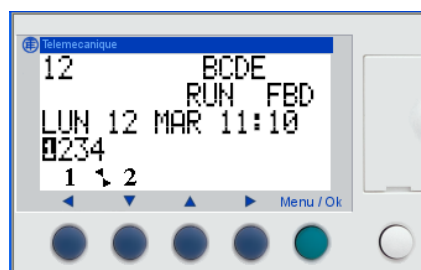 Telemecanique
12 BCDE
RUN FBD
LUN 12 MAR 11:10
1234
1 2
Menu / Ok